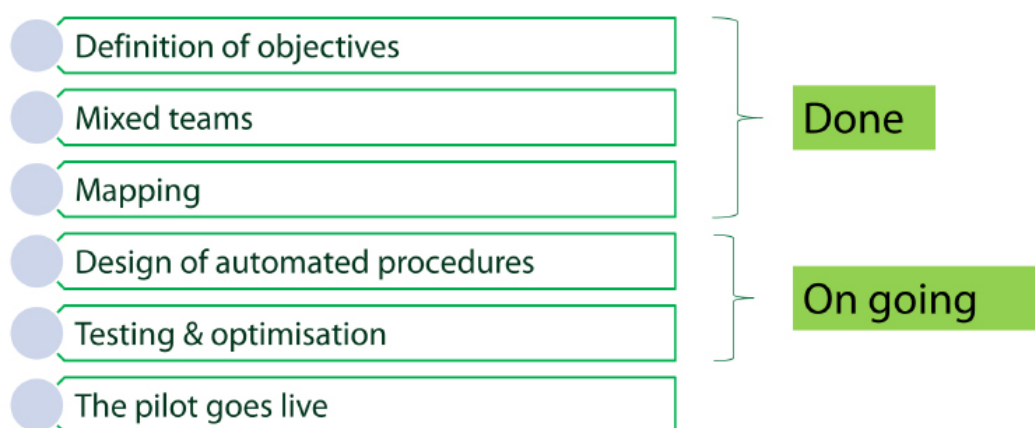 Definition of objectives
Mixed teams
Mapping
Done
Design of automated procedures
Testing & optimisation
On going
The pilot goes live